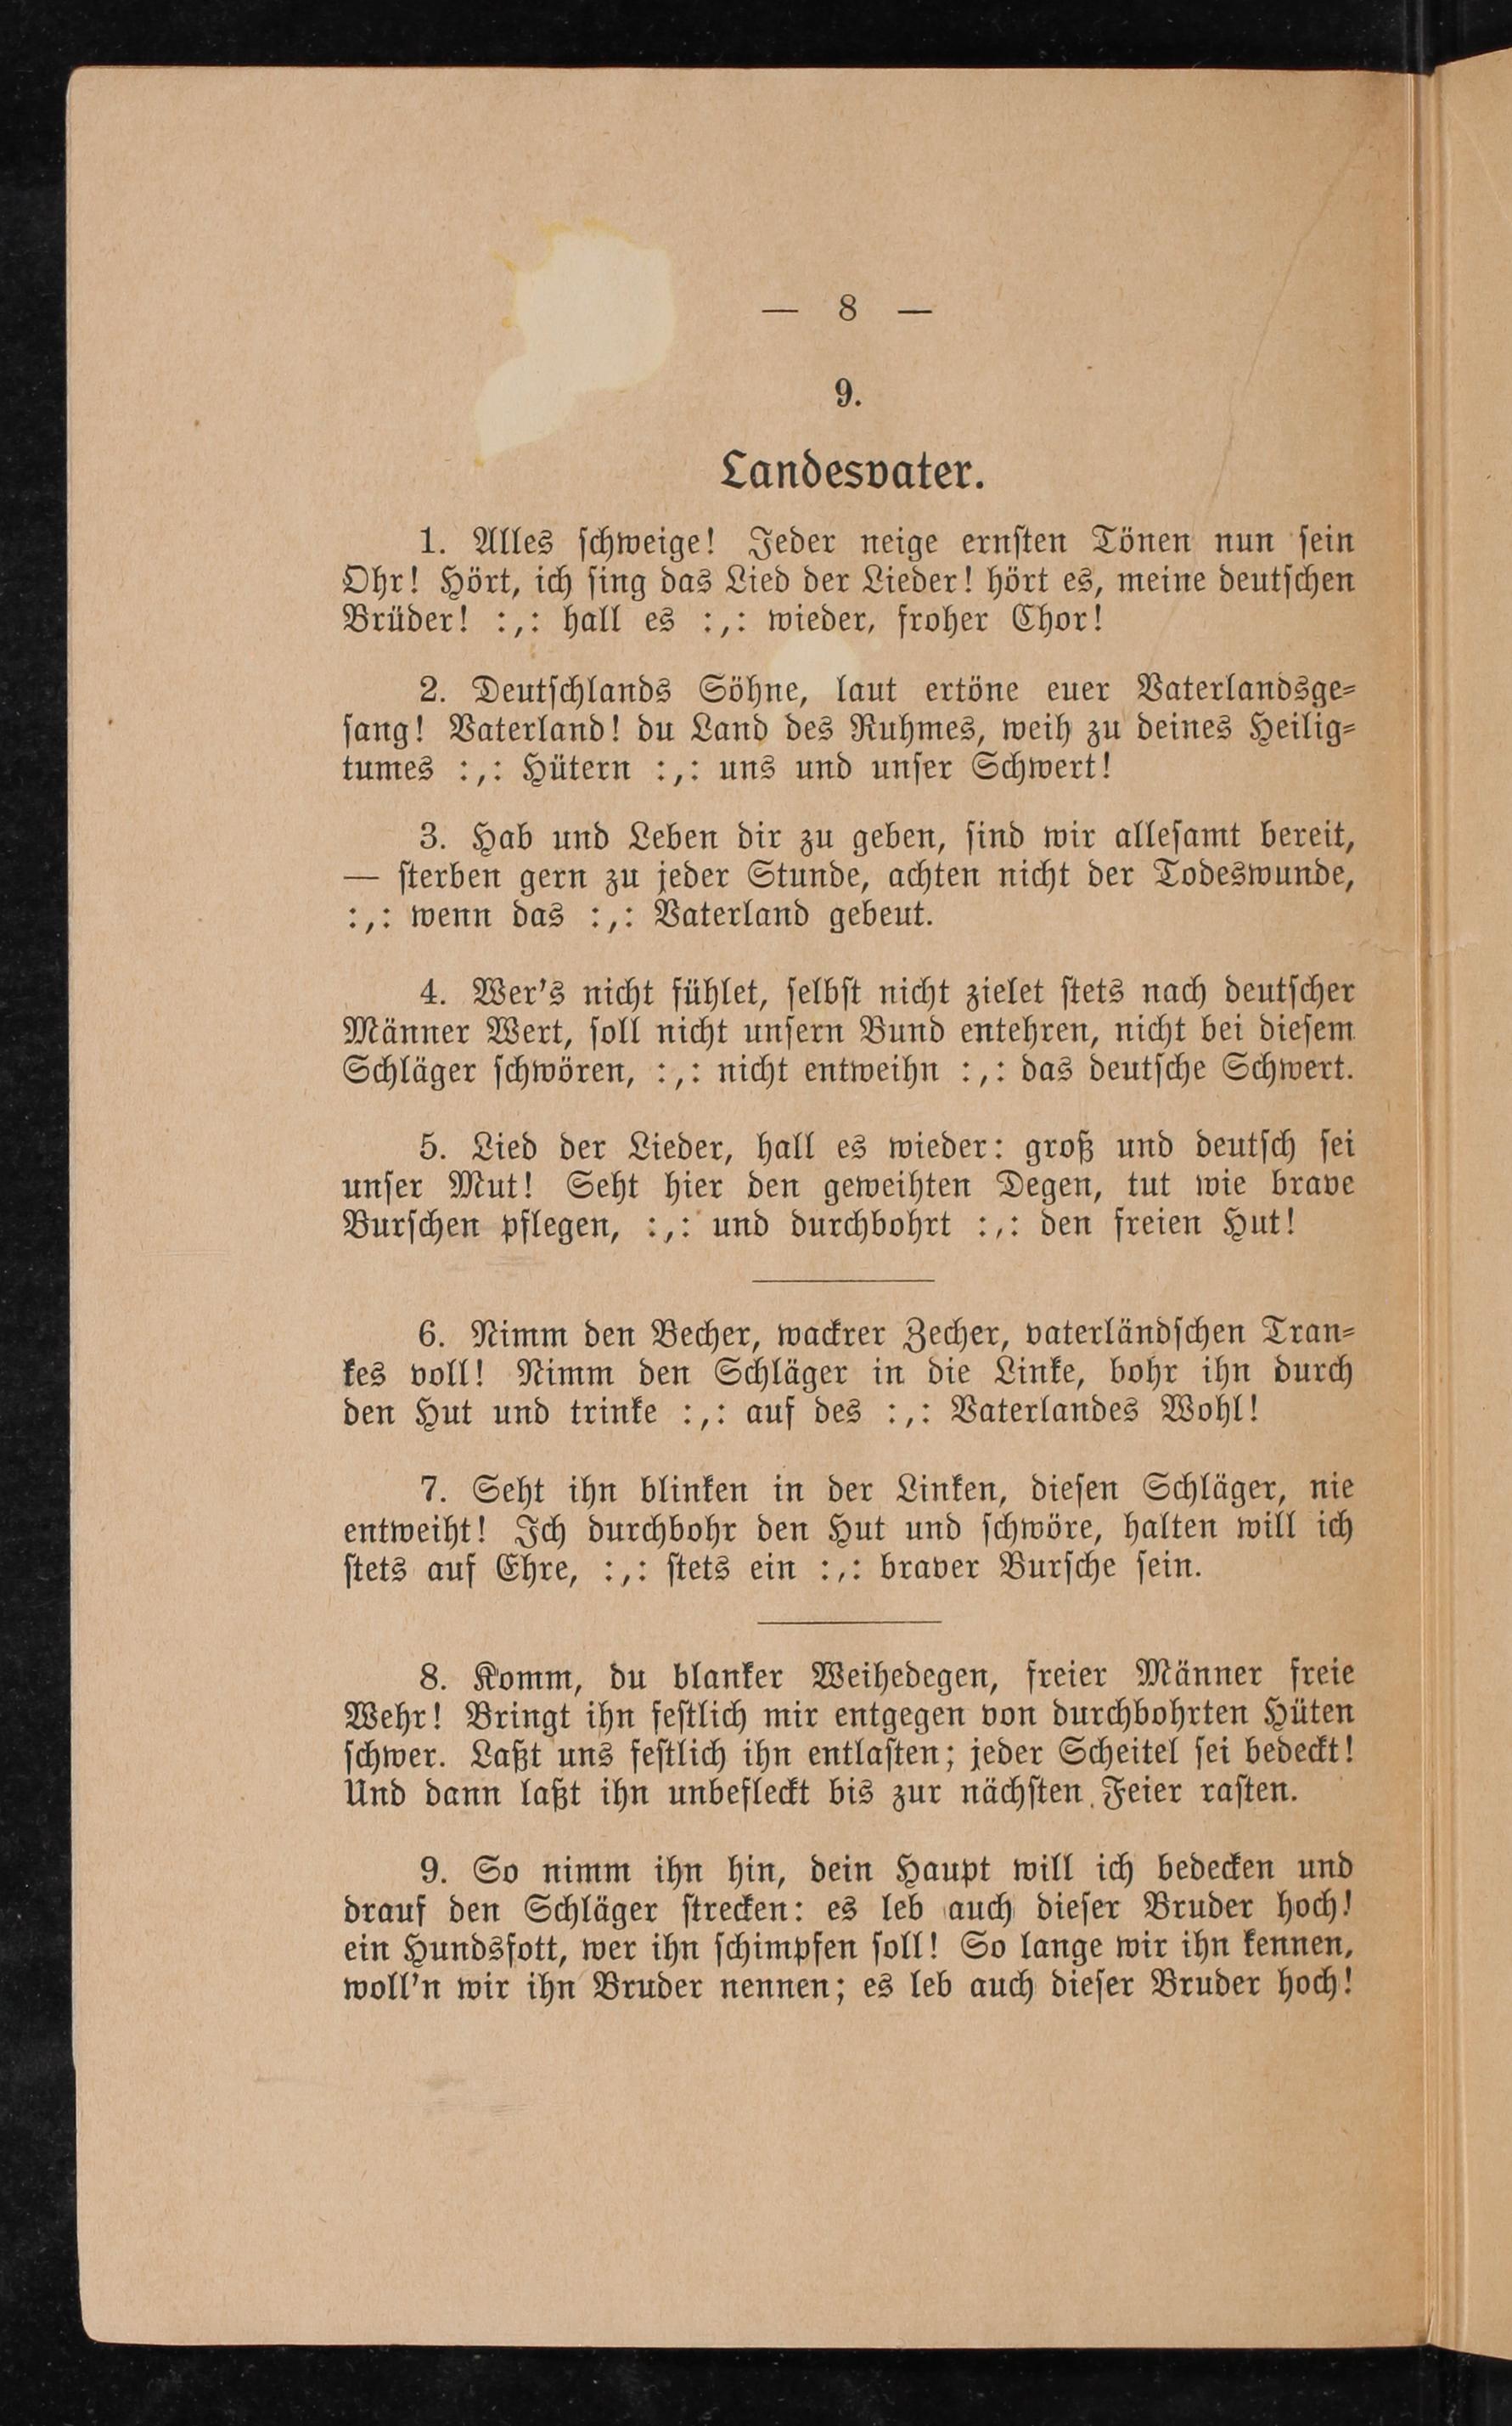 — 8 —
9.
Landesvater.
1. Alles schweige! Jeder neige ernsten Tönen nun sein
Ohr! Hört, ich sing das Lied der Lieder! hört es, meine deutschen
Brüder! :,: hall es :,: wieder, froher Chor!
2. Deutschlands Söhne, laut ertöne euer Vaterlandsge-
sang! Vaterland! du Land des Ruhmes, weih zu deines Heilig-
tumes :,: Hütern :,: uns und unser Schwert!
3. Hab und Leben dir zu geben, sind wir allesamt bereit,
— sterben gern zu jeder Stunde, achten nicht der Todeswunde,
:,: wenn das :,: Vaterland gebeut.
4. Wer's nicht fühlet, selbst nicht zielet stets nach deutscher
Männer Wert, soll nicht unsern Bund entehren, nicht bei diesem
Schläger schwören, :,: nicht entweihn :,: das deutsche Schwert.
5. Lied der Lieder, hall es wieder: groß und deutsch sei
unser Mut! Seht hier den geweihten Degen, tut wie brave
Burschen pflegen, :,: und durchbohrt :,: den freien Hut!
6. Nimm den Becher, wackrer Zecher, vaterländschen Tran-
kes voll! Nimm den Schläger in die Linke, bohr ihn durch
den Hut und trinke :,: auf des :,: Vaterlandes Wohl!
7. Seht ihn blinken in der Linken, diesen Schläger, nie
entweiht! Ich durchbohr den Hut und schwöre, halten will ich
stets auf Ehre, :,: stets ein :,: braver Bursche sein.
8. Komm, du blanker Weihedegen, freier Männer freie
Wehr! Bringt ihn festlich mir entgegen von durchbohrten Hüten
schwer. Laßt uns festlich ihn entlasten; jeder Scheitel sei bedeckt!
Und dann laßt ihn unbefleckt bis zur nächsten Feier rasten.
9. So nimm ihn hin, dein Haupt will ich bedecken und
drauf den Schläger strecken: es leb auch dieser Bruder hoch!
ein Hundsfott, wer ihn schimpfen soll! So lange wir ihn kennen,
woll'n wir ihn Bruder nennen; es leb auch dieser Bruder hoch!